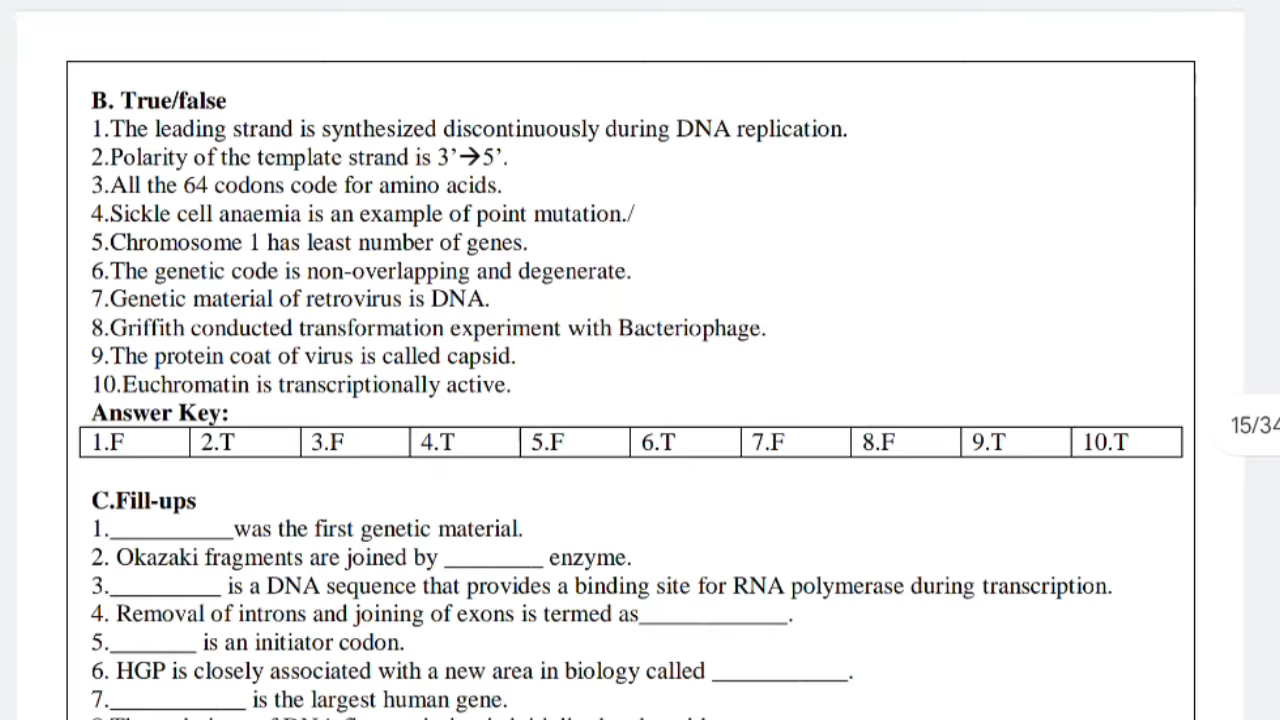 B. True/false
1.The leading strand is synthesized discontinuously during DNA replication.
2.Polarity of the template strand is 3’→5’.
3.All the 64 codons code for amino acids.
4.Sickle cell anaemia is an example of point mutation./
5.Chromosome 1 has least number of genes.
6.The genetic code is non-overlapping and degenerate.
7.Genetic material of retrovirus is DNA.
8.Griffith conducted transformation experiment with Bacteriophage.
9.The protein coat of virus is called capsid.
10.Euchromatin is transcriptionally active.
Answer Key:
1.F 2.T 3.F 4.T 5.F 6.T 7.F 8.F 9.T 10.T
15/34
C.Fill-ups
1.__________was the first genetic material.
2. Okazaki fragments are joined by ________ enzyme.
3._________ is a DNA sequence that provides a binding site for RNA polymerase during transcription.
4. Removal of introns and joining of exons is termed as____________.
5._______ is an initiator codon.
6. HGP is closely associated with a new area in biology called ___________.
7.___________ is the largest human gene.